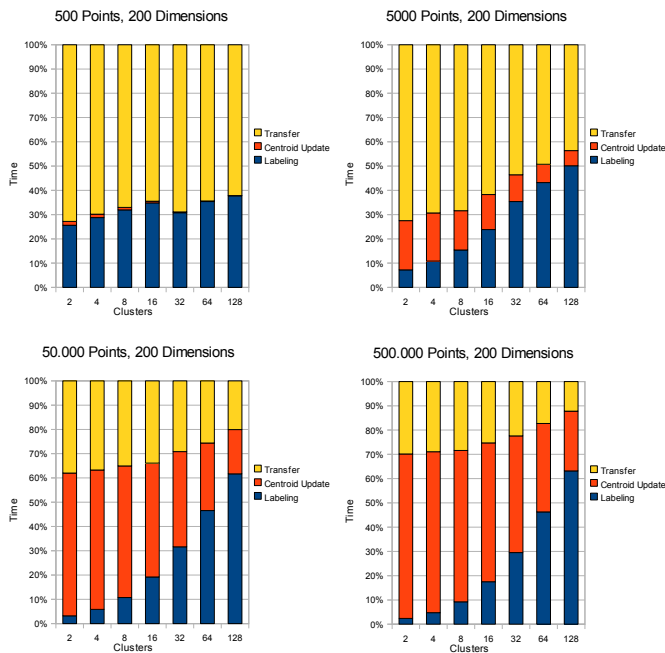 500 Points, 200 Dimensions
100%
90%
80%
70%
60%
50%
40%
30%
20%
10%
0%
Time
2 4 8 16 32 64 128
Clusters
Transfer
Centroid Update
Labeling
5000 Points, 200 Dimensions
100%
90%
80%
70%
60%
50%
40%
30%
20%
10%
0%
Time
2 4 8 16 32 64 128
Clusters
Transfer
Centroid Update
Labeling
50.000 Points, 200 Dimensions
100%
90%
80%
70%
60%
50%
40%
30%
20%
10%
0%
Time
2 4 8 16 32 64 128
Clusters
Transfer
Centroid Update
Labeling
500.000 Points, 200 Dimensions
100%
90%
80%
70%
60%
50%
40%
30%
20%
10%
0%
Time
2 4 8 16 32 64 128
Clusters
Transfer
Centroid Update
Labeling